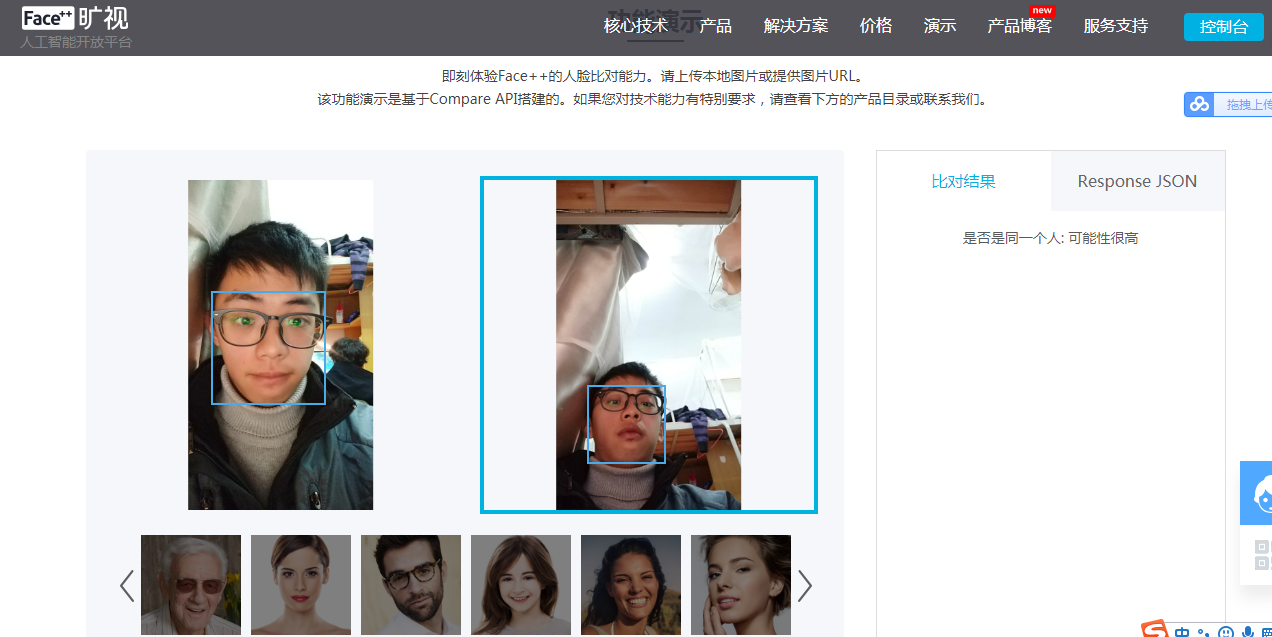 Face++ 旷视
人工智能开放平台
功能演示
核心技术 产品 解决方案 价格 演示 产品博客 new 服务支持 控制台
即刻体验Face++的人脸比对能力。请上传本地图片或提供图片URL。
该功能演示是基于Compare API搭建的。如果您对技术能力有特别要求，请查看下方的产品目录或联系我们。
拖拽上传
比对结果 Response JSON
是否是同一个人: 可能性很高
中